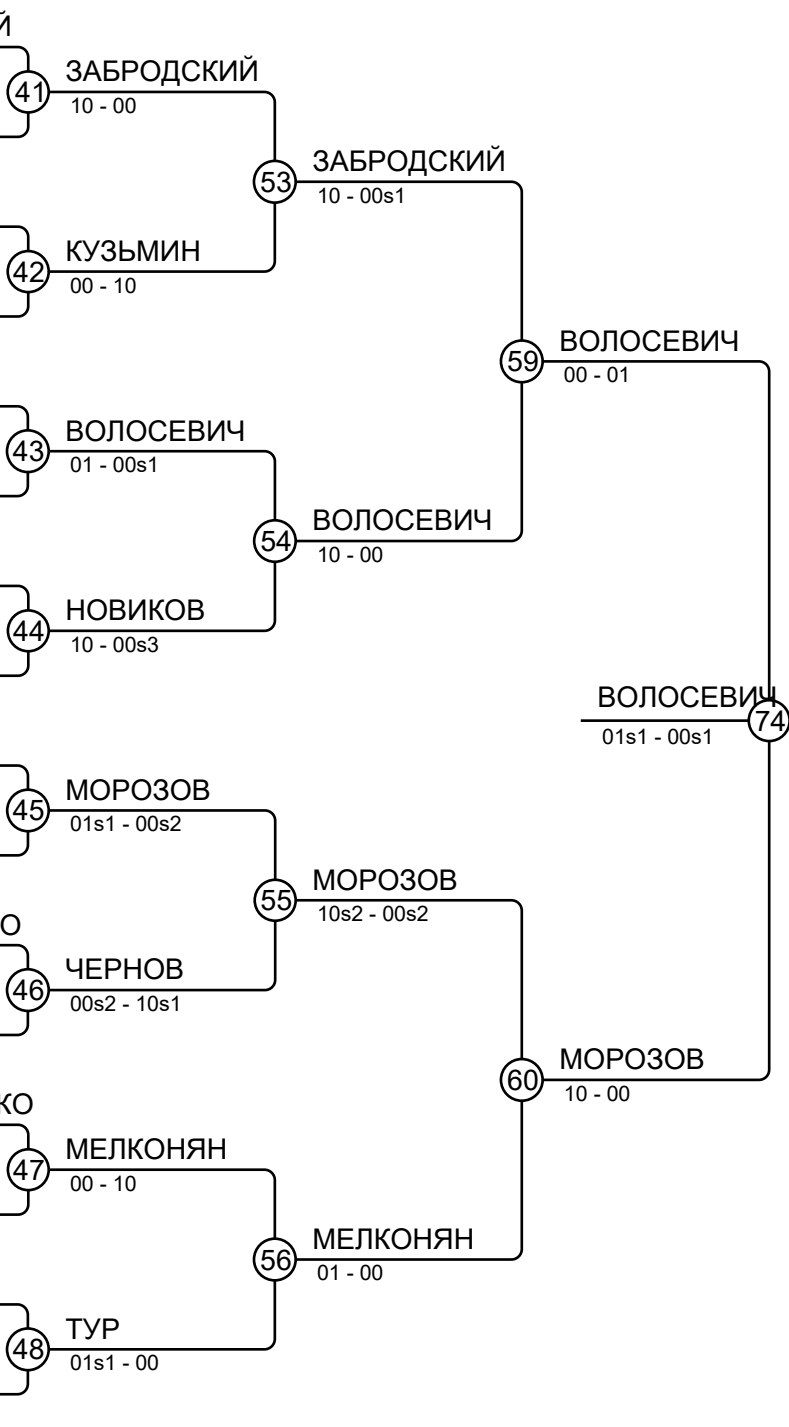 Й
41
ЗАБРОДСКИЙ
10 - 00
53
ЗАБРОДСКИЙ
10 - 00s1
42
КУЗЬМИН
00 - 10
59
ВОЛОСЕВИЧ
00 - 01
43
ВОЛОСЕВИЧ
01 - 00s1
54
ВОЛОСЕВИЧ
10 - 00
44
НОВИКОВ
10 - 00s3
ВОЛОСЕВИЧ
74
01s1 - 00s1
45
МОРОЗОВ
01s1 - 00s2
55
МОРОЗОВ
10s2 - 00s2
О
46
ЧЕРНОВ
00s2 - 10s1
60
МОРОЗОВ
10 - 00
КО
47
МЕЛКОНЯН
00 - 10
56
МЕЛКОНЯН
01 - 00
48
ТУР
01s1 - 00